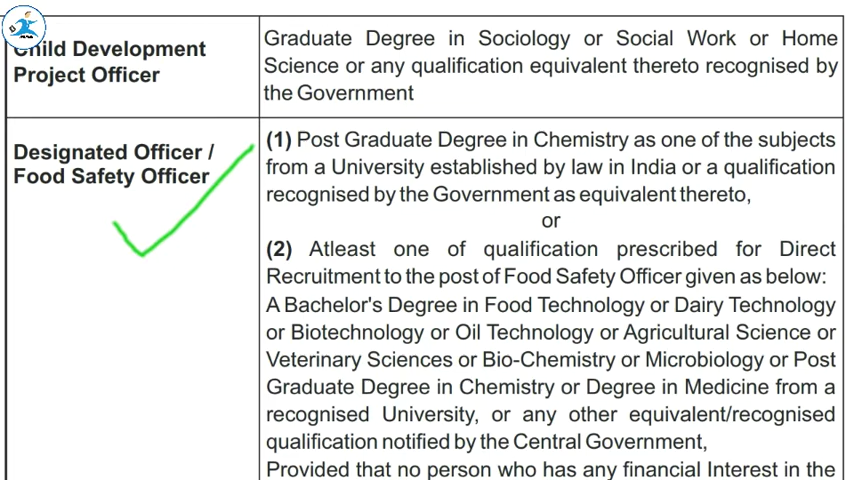 Child Development
Project Officer
Graduate Degree in Sociology or Social Work or Home
Science or any qualification equivalent thereto recognised by
the Government
Designated Officer /
Food Safety Officer
(1) Post Graduate Degree in Chemistry as one of the subjects
from a University established by law in India or a qualification
recognised by the Government as equivalent thereto,
or
(2) Atleast one of qualification prescribed for Direct
Recruitment to the post of Food Safety Officer given as below:
A Bachelor's Degree in Food Technology or Dairy Technology
or Biotechnology or Oil Technology or Agricultural Science or
Veterinary Sciences or Bio-Chemistry or Microbiology or Post
Graduate Degree in Chemistry or Degree in Medicine from a
recognised University, or any other equivalent/recognised
qualification notified by the Central Government,
Provided that no person who has any financial Interest in the